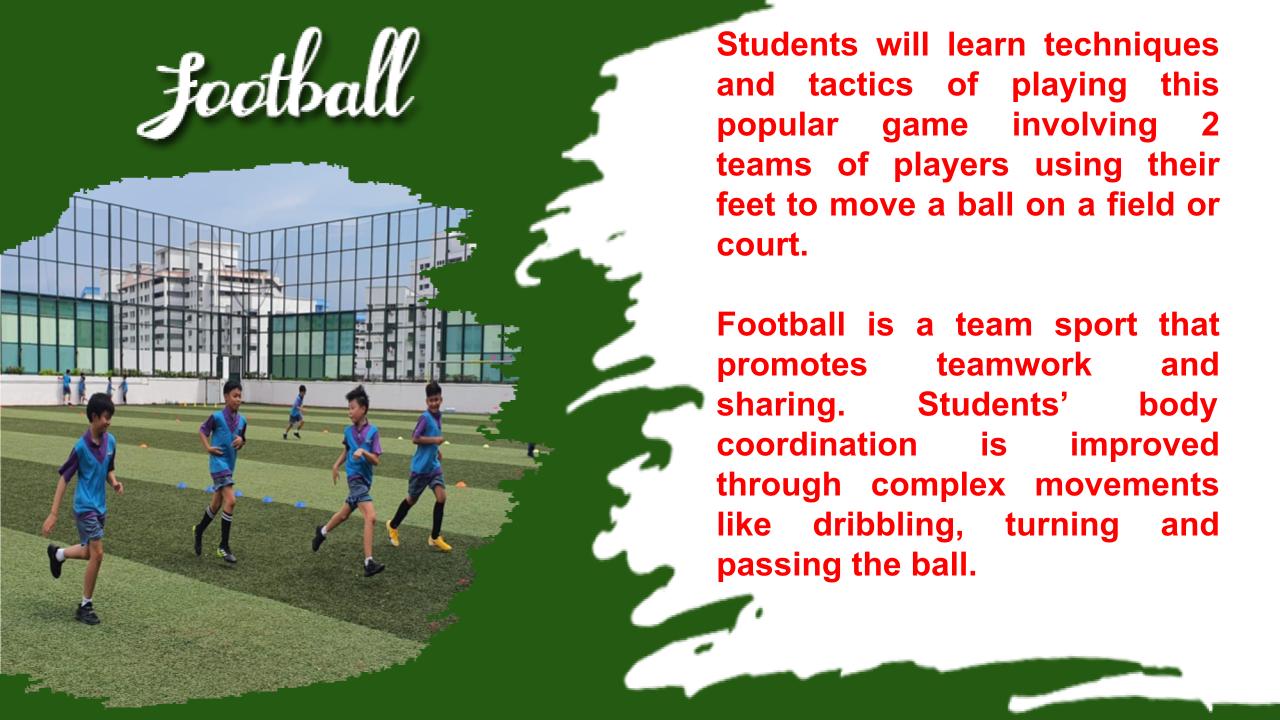 Football
Students will learn techniques
and tactics of playing this
popular game involving 2
teams of players using their
feet to move a ball on a field or
court.
Football is a team sport that
promotes teamwork and
sharing. Students’ body
coordination is improved
through complex movements
like dribbling, turning and
passing the ball.